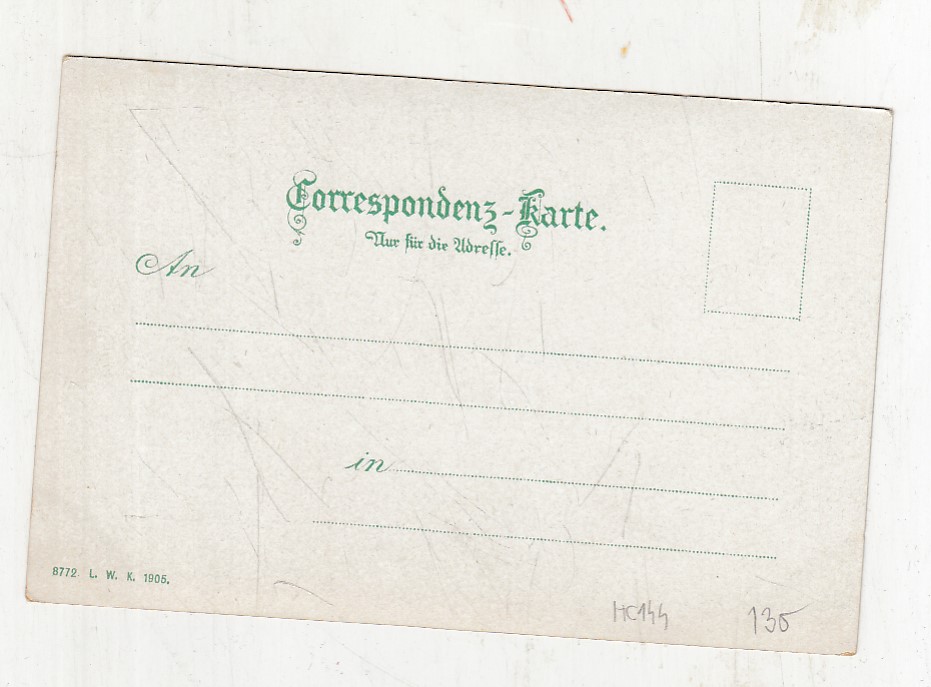 Correspondenz-Karte.
Nur für die Adresse.
An
in
8772. L. W. K. 1905.
HC144
135